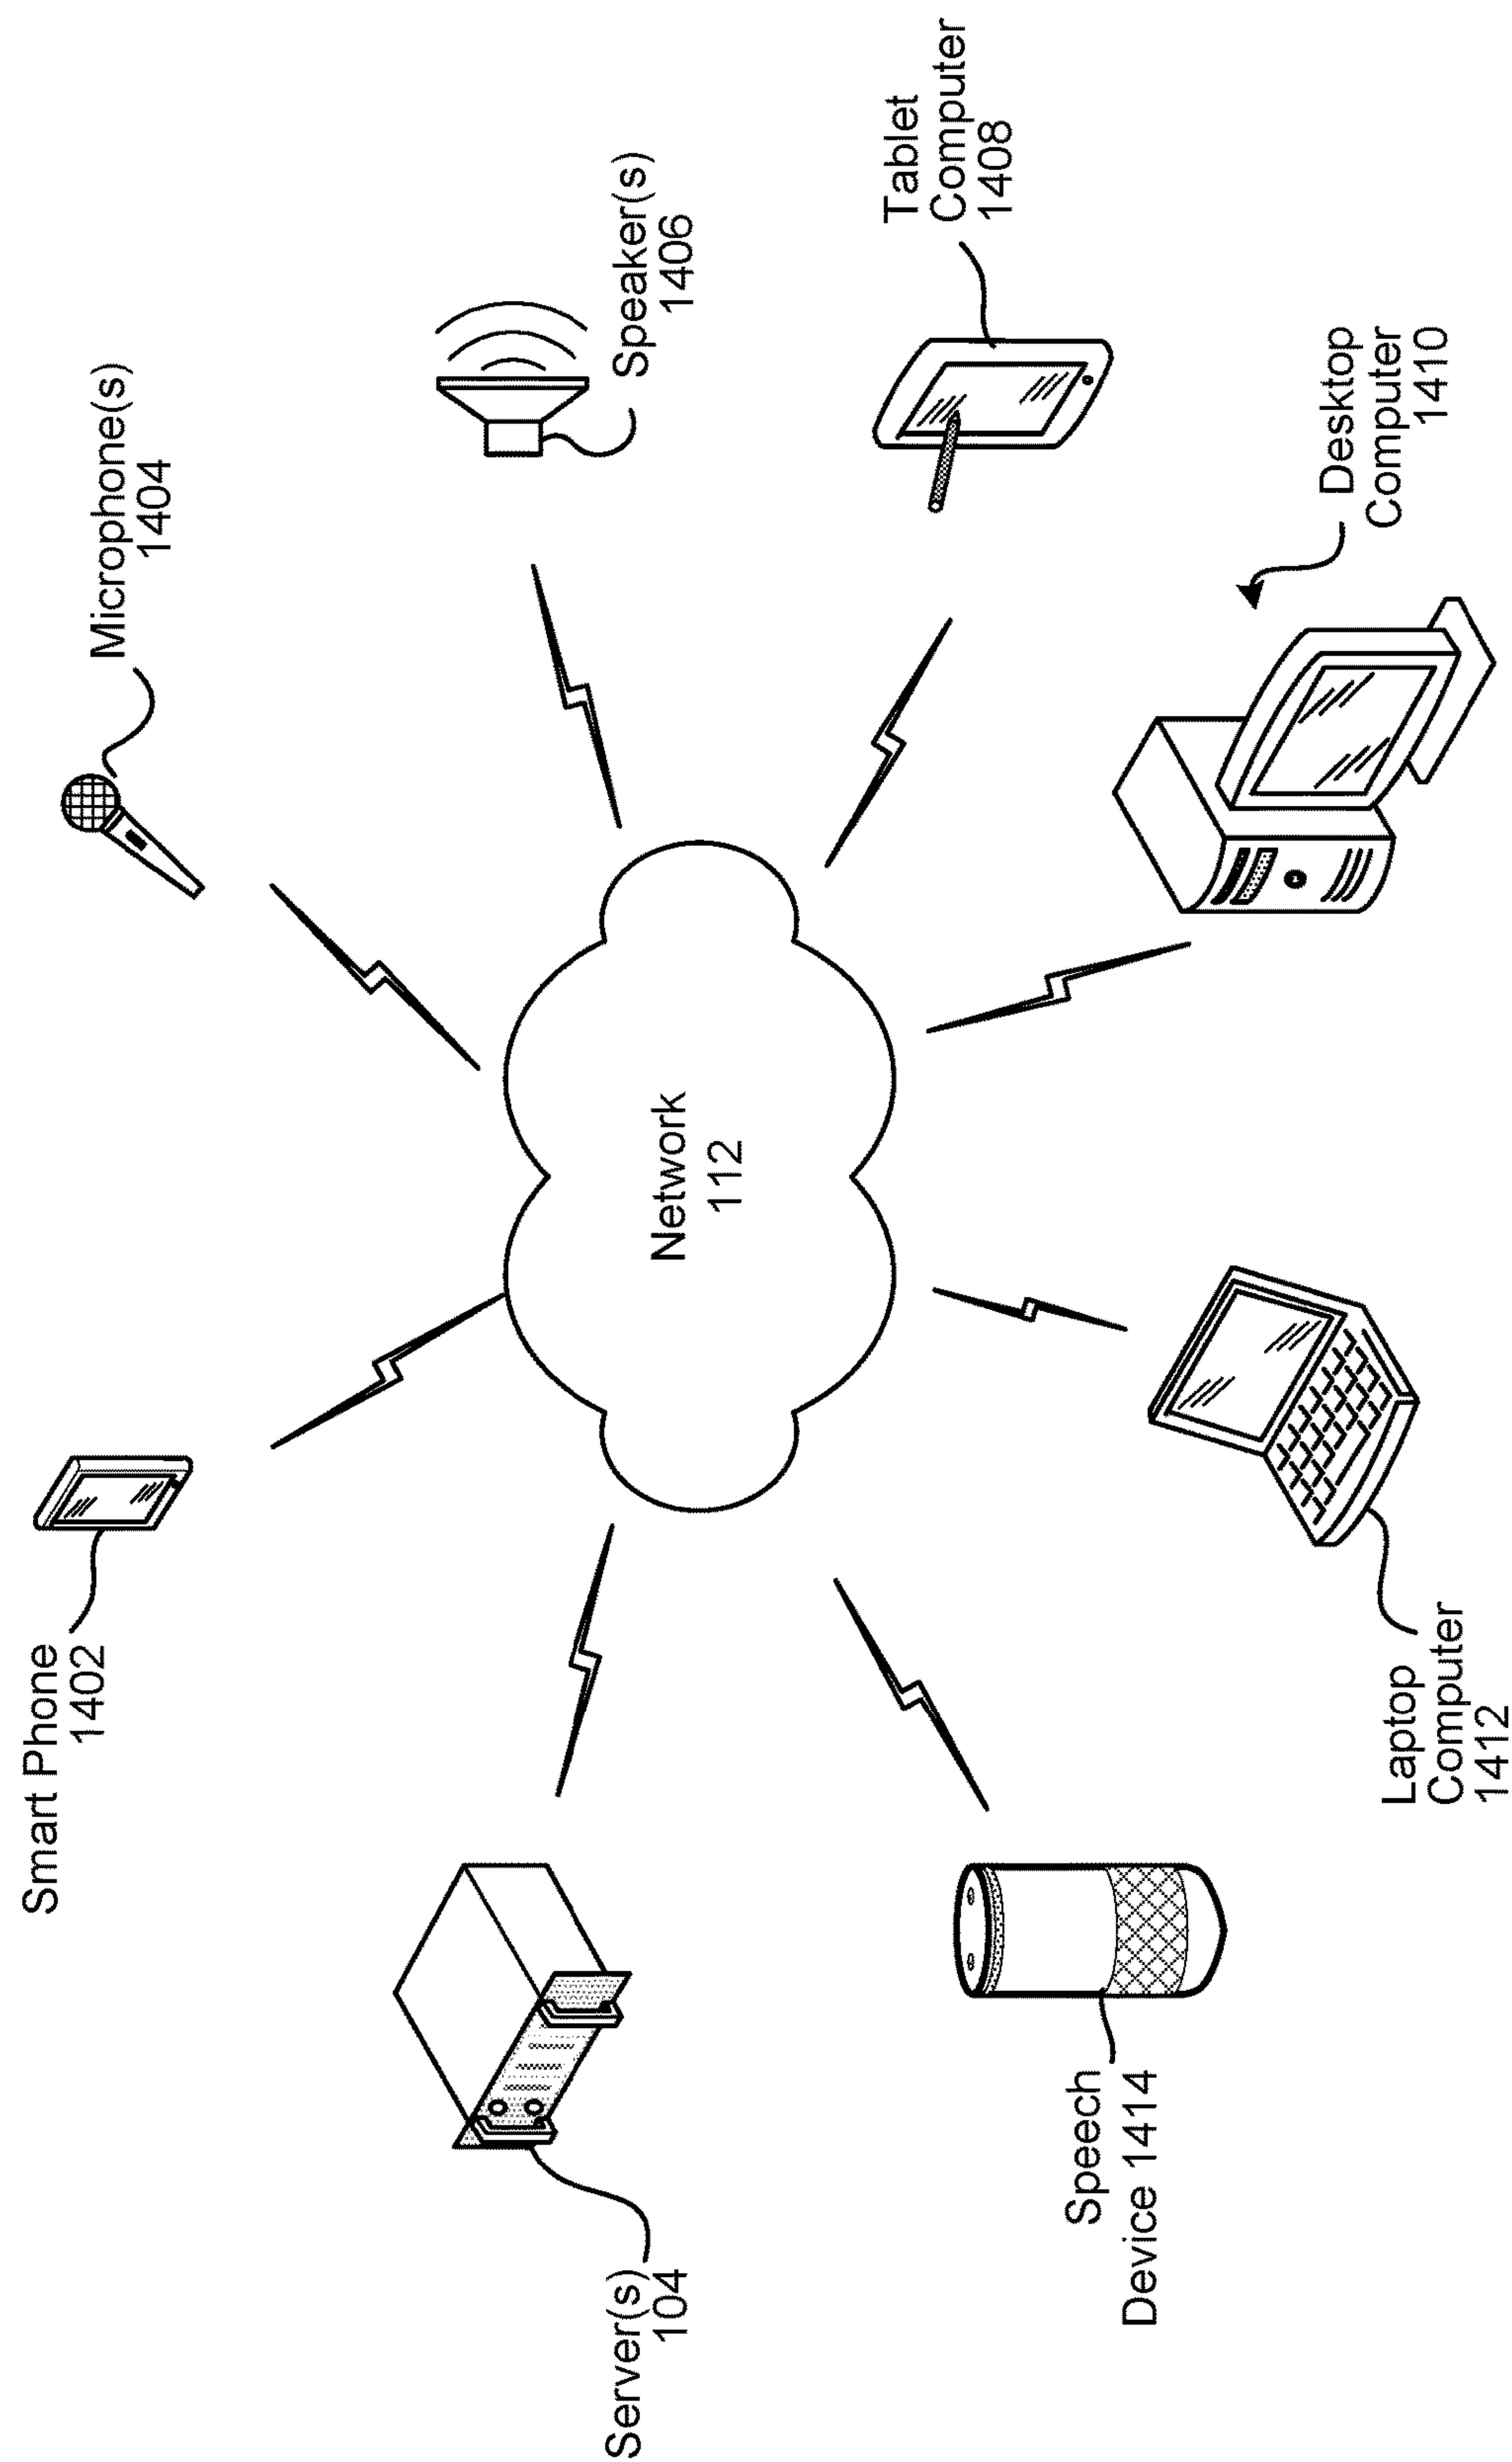 Smart Phone
1402
Microphone(s)
1404
Server(s)
104
Network
112
Speaker(s)
1406
Speech
Device 1414
Tablet
Computer
1408
Laptop
Computer
1412
Desktop
Computer
1410